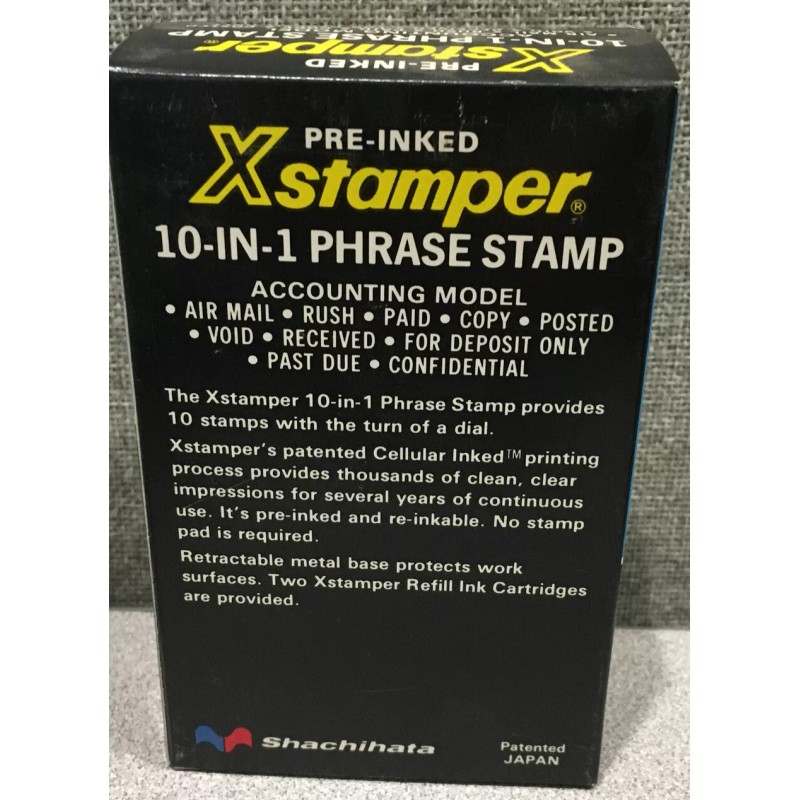 10-IN-1 PHRASE STAMP
Xstamper®
PRE-INKED
PRE-INKED
Xstamper®
10-IN-1 PHRASE STAMP
ACCOUNTING MODEL
• AIR MAIL • RUSH • PAID • COPY • POSTED
• VOID • RECEIVED • FOR DEPOSIT ONLY
• PAST DUE • CONFIDENTIAL
The Xstamper 10-in-1 Phrase Stamp provides
10 stamps with the turn of a dial.
Xstamper's patented Cellular Inked™ printing
process provides thousands of clean, clear
impressions for several years of continuous
use. It's pre-inked and re-inkable. No stamp
pad is required.
Retractable metal base protects work
surfaces. Two Xstamper Refill Ink Cartridges
are provided.
Shachihata
Patented
JAPAN